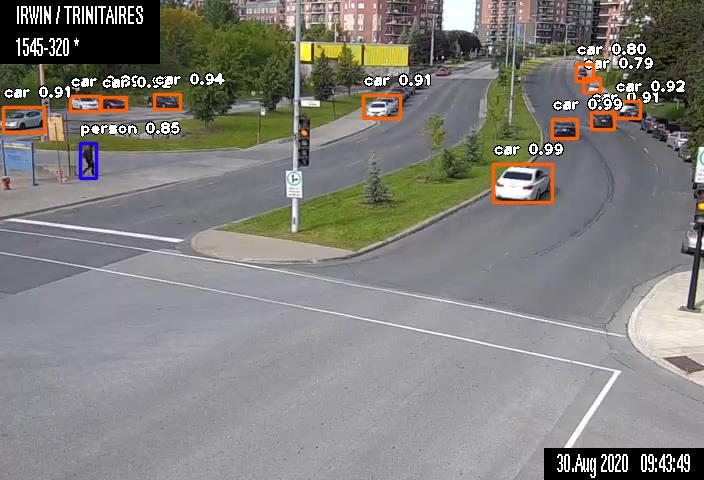 IRWIN / TRINITAIRES
1545-320 *
car 0.80
car 0.79
car 0.91
car 0.94
car 0.91
car 0.92
car 0.99
person 0.85
car 0.99
30.Aug 2020 09:43:49